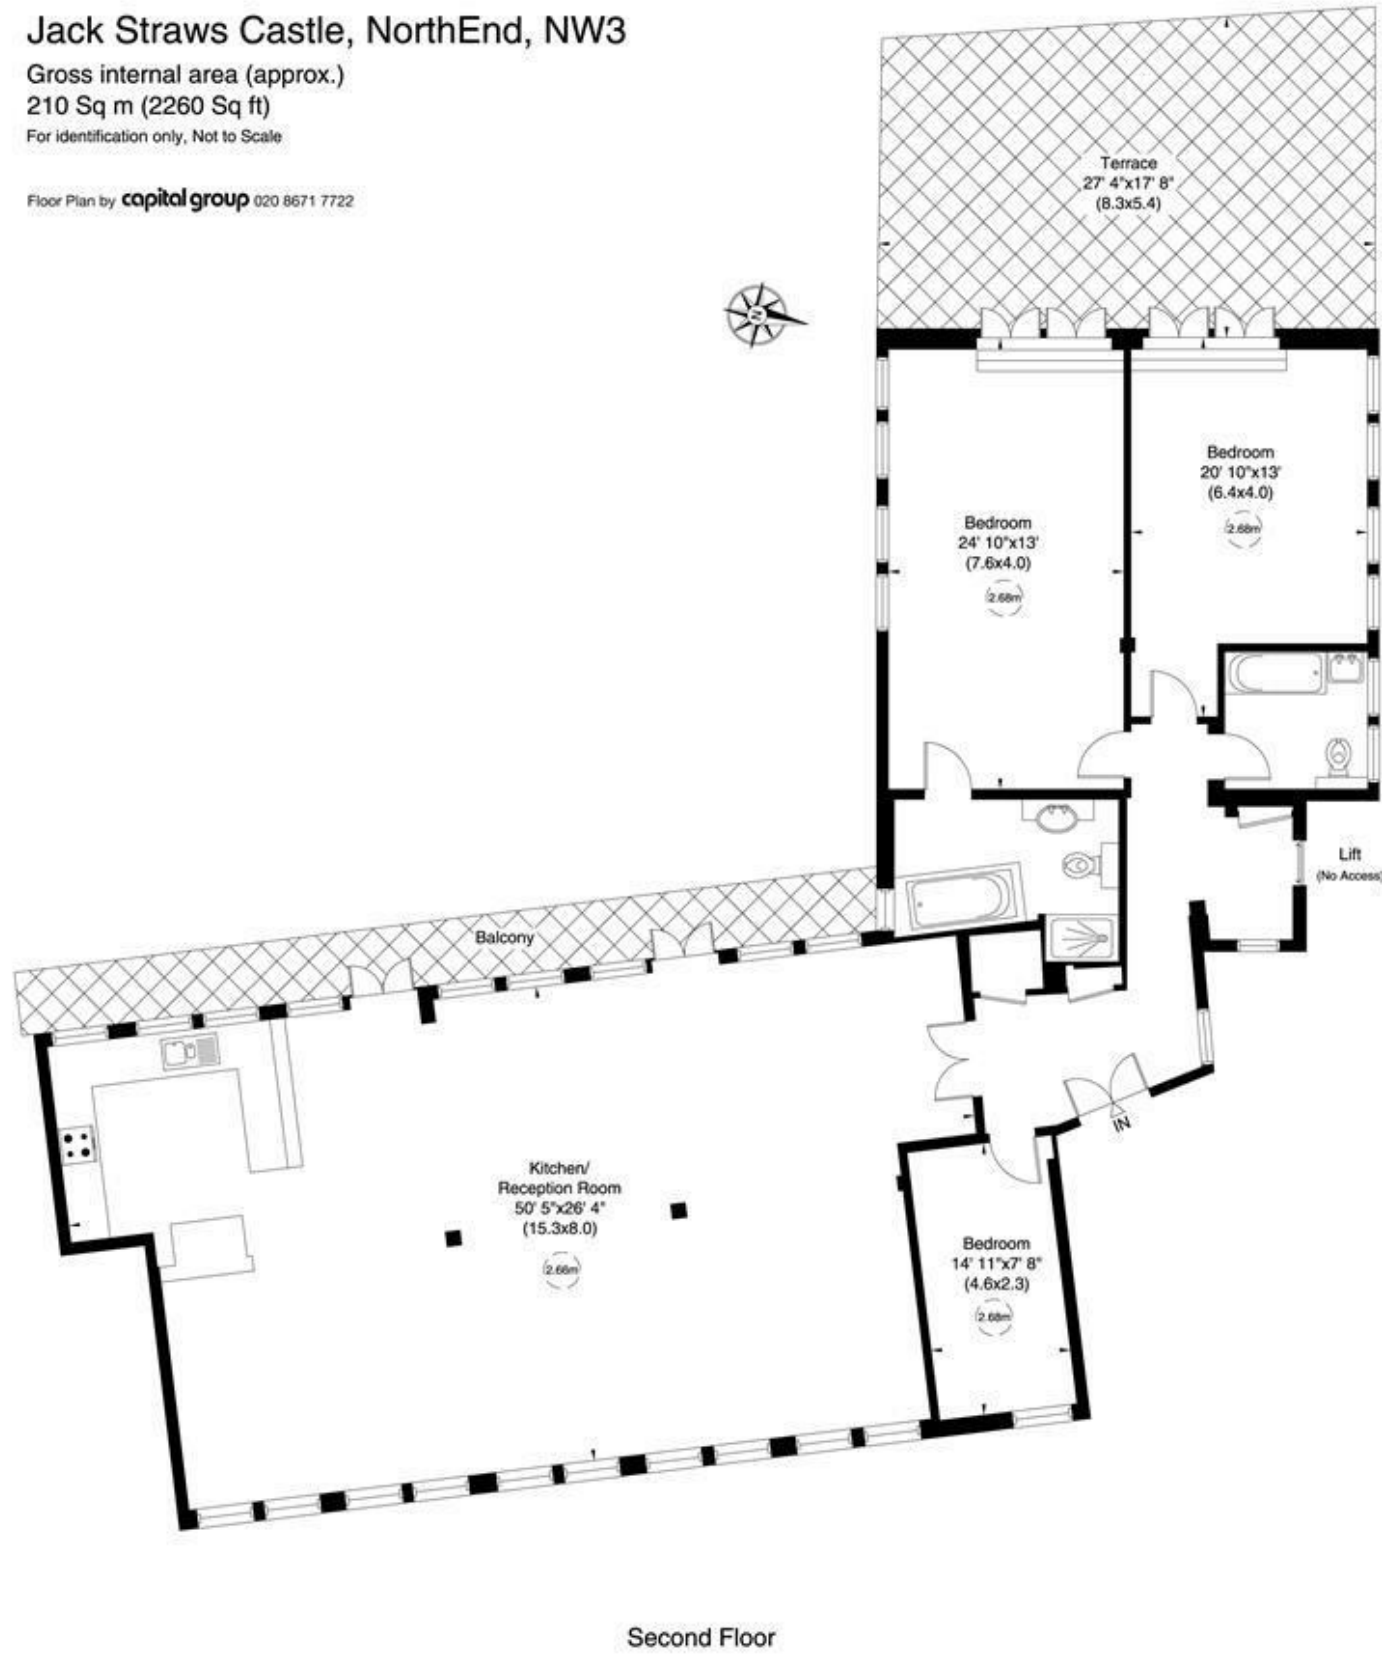 Jack Straws Castle, NorthEnd, NW3
Gross internal area (approx.)
210 Sq m (2260 Sq ft)
For identification only, Not to Scale
Floor Plan by capital group 020 8671 7722
Terrace
27' 4"x17' 8"
(8.3x5.4)
N
Bedroom
20' 10"x13'
(6.4x4.0)
2.68m
Bedroom
24' 10"x13'
(7.6x4.0)
2.68m
Lift
(No Access)
Balcony
IN
Kitchen/
Reception Room
50' 5"x26' 4"
(15.3x8.0)
2.66m
Bedroom
14' 11"x7' 8"
(4.6x2.3)
2.68m
Second Floor